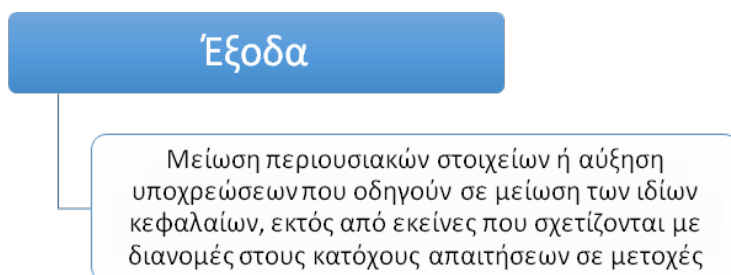 Έξοδα
Μείωση περιουσιακών στοιχείων ή αύξηση
υποχρεώσεων που οδηγούν σε μείωση των ιδίων
κεφαλαίων, εκτός από εκείνες που σχετίζονται με
διανομές στους κατόχους απαιτήσεων σε μετοχές